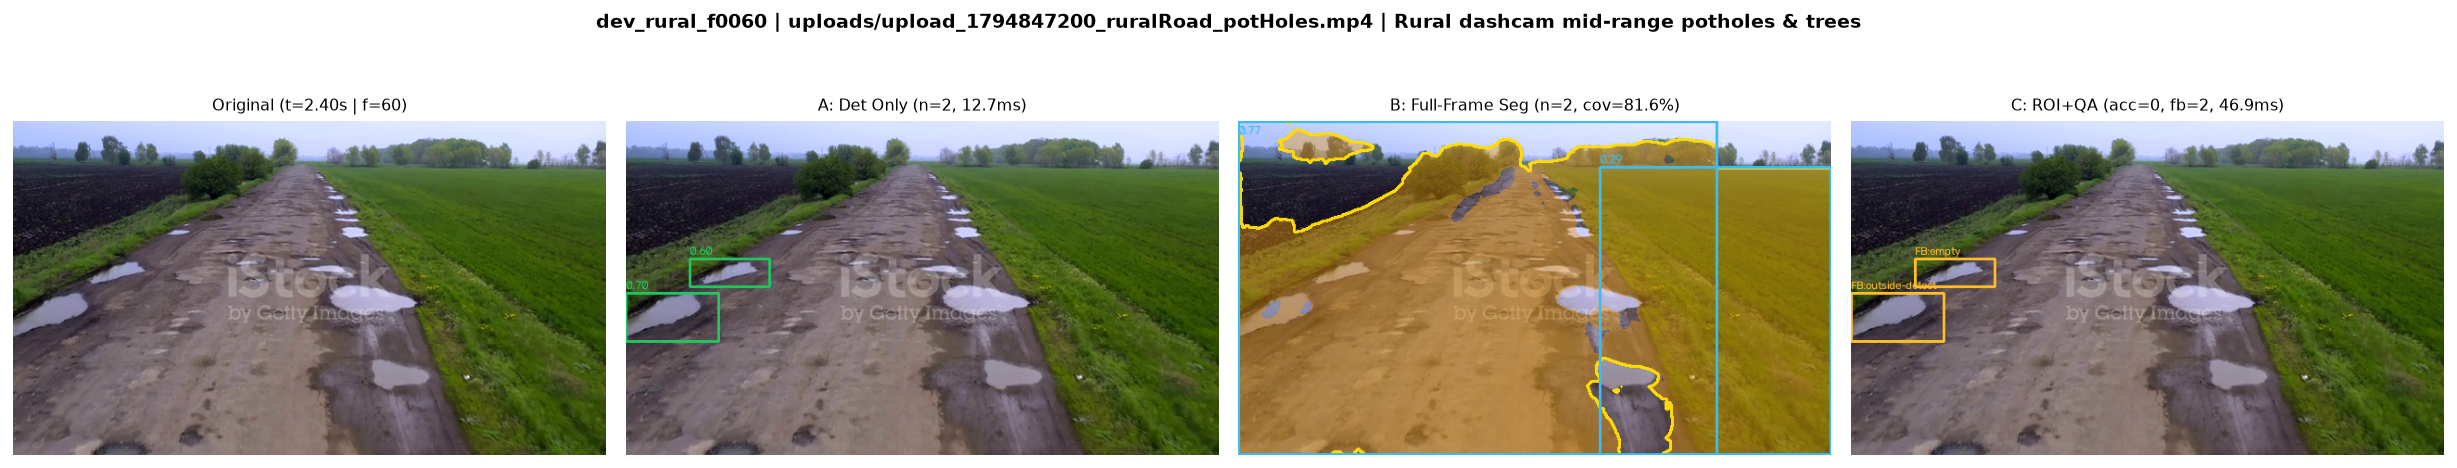 dev_rural_f0060 | uploads/upload_1794847200_ruralRoad_potHoles.mp4 | Rural dashcam mid-range potholes & trees
Original (t=2.40s | f=60)
A: Det Only (n=2, 12.7ms)
B: Full-Frame Seg (n=2, cov=81.6%)
C: ROI+QA (acc=0, fb=2, 46.9ms)
iStock
by Getty Images
0.60
0.70
iStock
by Getty Images
0.77
0.29
iStock
by Getty Images
FB:empty
iStock
by Getty Images